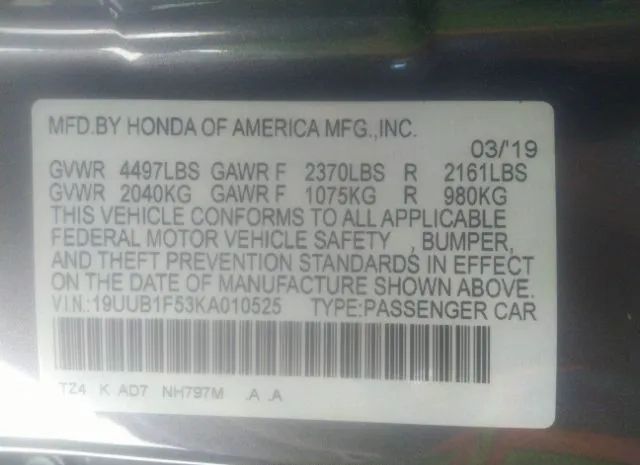 MFD.BY HONDA OF AMERICA MFG.,INC.
03/'19
GVWR 4497LBS GAWR F 2370LBS R 2161LBS
GVWR 2040KG GAWR F 1075KG R 980KG
THIS VEHICLE CONFORMS TO ALL APPLICABLE
FEDERAL MOTOR VEHICLE SAFETY , BUMPER,
AND THEFT PREVENTION STANDARDS IN EFFECT
ON THE DATE OF MANUFACTURE SHOWN ABOVE.
VIN:19UUB1F53KA010525 TYPE:PASSENGER CAR
TZ4 K AD7 NH797M .A .A